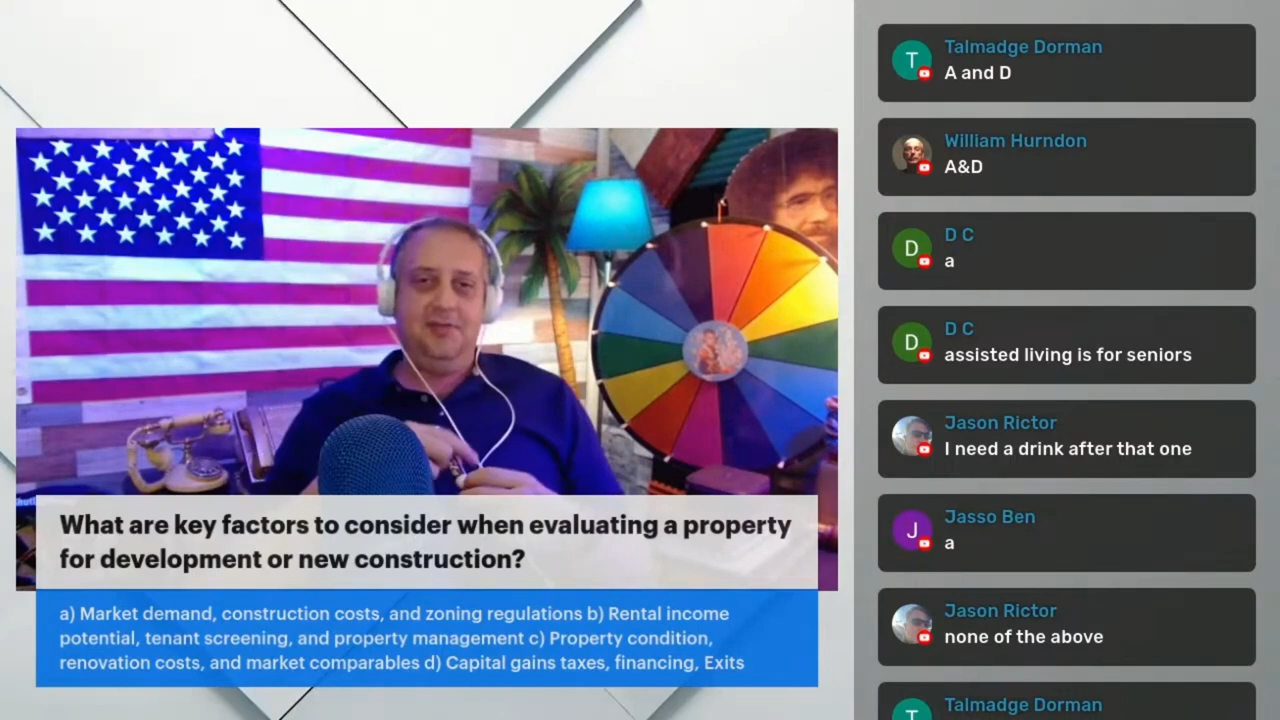 What are key factors to consider when evaluating a property
for development or new construction?
a) Market demand, construction costs, and zoning regulations b) Rental income
potential, tenant screening, and property management c) Property condition,
renovation costs, and market comparables d) Capital gains taxes, financing, Exits
T
Talmadge Dorman
A and D
William Hurndon
A&D
D
D C
a
D
D C
assisted living is for seniors
Jason Rictor
I need a drink after that one
J
Jasso Ben
a
Jason Rictor
none of the above
T
Talmadge Dorman